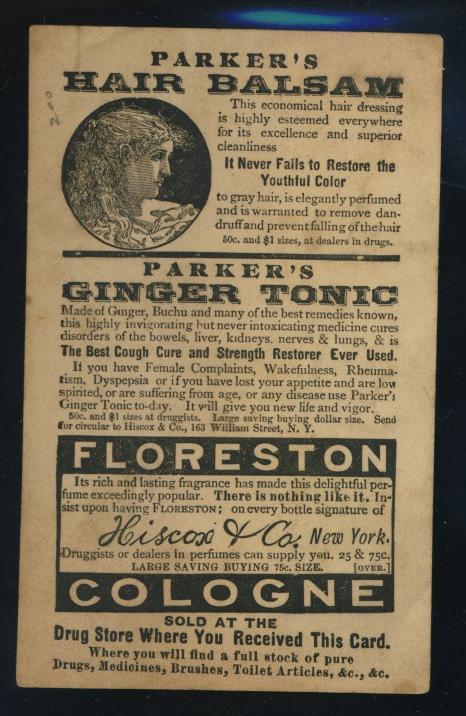 PARKER'S
HAIR BALSAM
This economical hair dressing
is highly esteemed everywhere
for its excellence and superior
cleanliness
It Never Fails to Restore the
Youthful Color
to gray hair, is elegantly perfumed
and is warranted to remove dan-
druff and prevent falling of the hair
50c. and $1 sizes, at dealers in drugs.
PARKER'S
GINGER TONIC
Made of Ginger, Buchu and many of the best remedies known,
this highly invigorating but never intoxicating medicine cures
disorders of the bowels, liver, kidneys, nerves & lungs, & is
The Best Cough Cure and Strength Restorer Ever Used.
If you have Female Complaints, Wakefulness, Rheuma-
tism, Dyspepsia or if you have lost your appetite and are low
spirited, or are suffering from age, or any disease use Parker's
Ginger Tonic to-day. It will give you new life and vigor.
50c. and $1 sizes at druggists. Large saving buying dollar size. Send
for circular to Hiscox & Co., 163 William Street, N. Y.
FLORESTON
Its rich and lasting fragrance has made this delightful per-
fume exceedingly popular. There is nothing like it. In-
sist upon having FLORESTON; on every bottle signature of
Hiscox & Co. New York.
Druggists or dealers in perfumes can supply you. 25 & 75c.
LARGE SAVING BUYING 75c. SIZE. [OVER.]
COLOGNE
SOLD AT THE
Drug Store Where You Received This Card.
Where you will find a full stock of pure
Drugs, Medicines, Brushes, Toilet Articles, &c., &c.